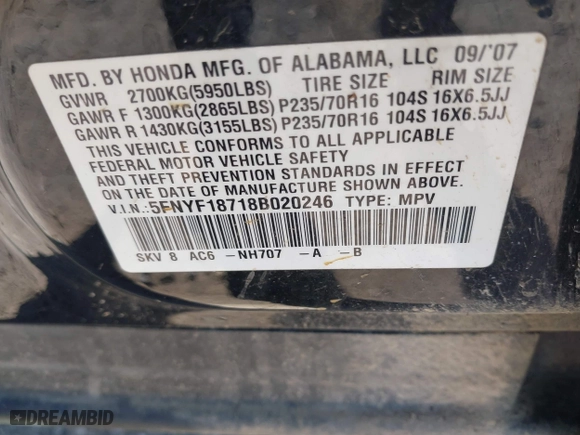 MFD. BY HONDA MFG. OF ALABAMA, LLC 09/'07
GVWR 2700KG(5950LBS) TIRE SIZE RIM SIZE
GAWR F 1300KG(2865LBS) P235/70R16 104S 16X6.5JJ
GAWR R 1430KG(3155LBS) P235/70R16 104S 16X6.5JJ
THIS VEHICLE CONFORMS TO ALL APPLICABLE
FEDERAL MOTOR VEHICLE SAFETY
AND THEFT PREVENTION STANDARDS IN EFFECT
ON THE DATE OF MANUFACTURE SHOWN ABOVE.
V.I.N.:5FNYF18718B020246 TYPE: MPV
SKV 8 AC6 -NH707 -A -B
DREAMBID